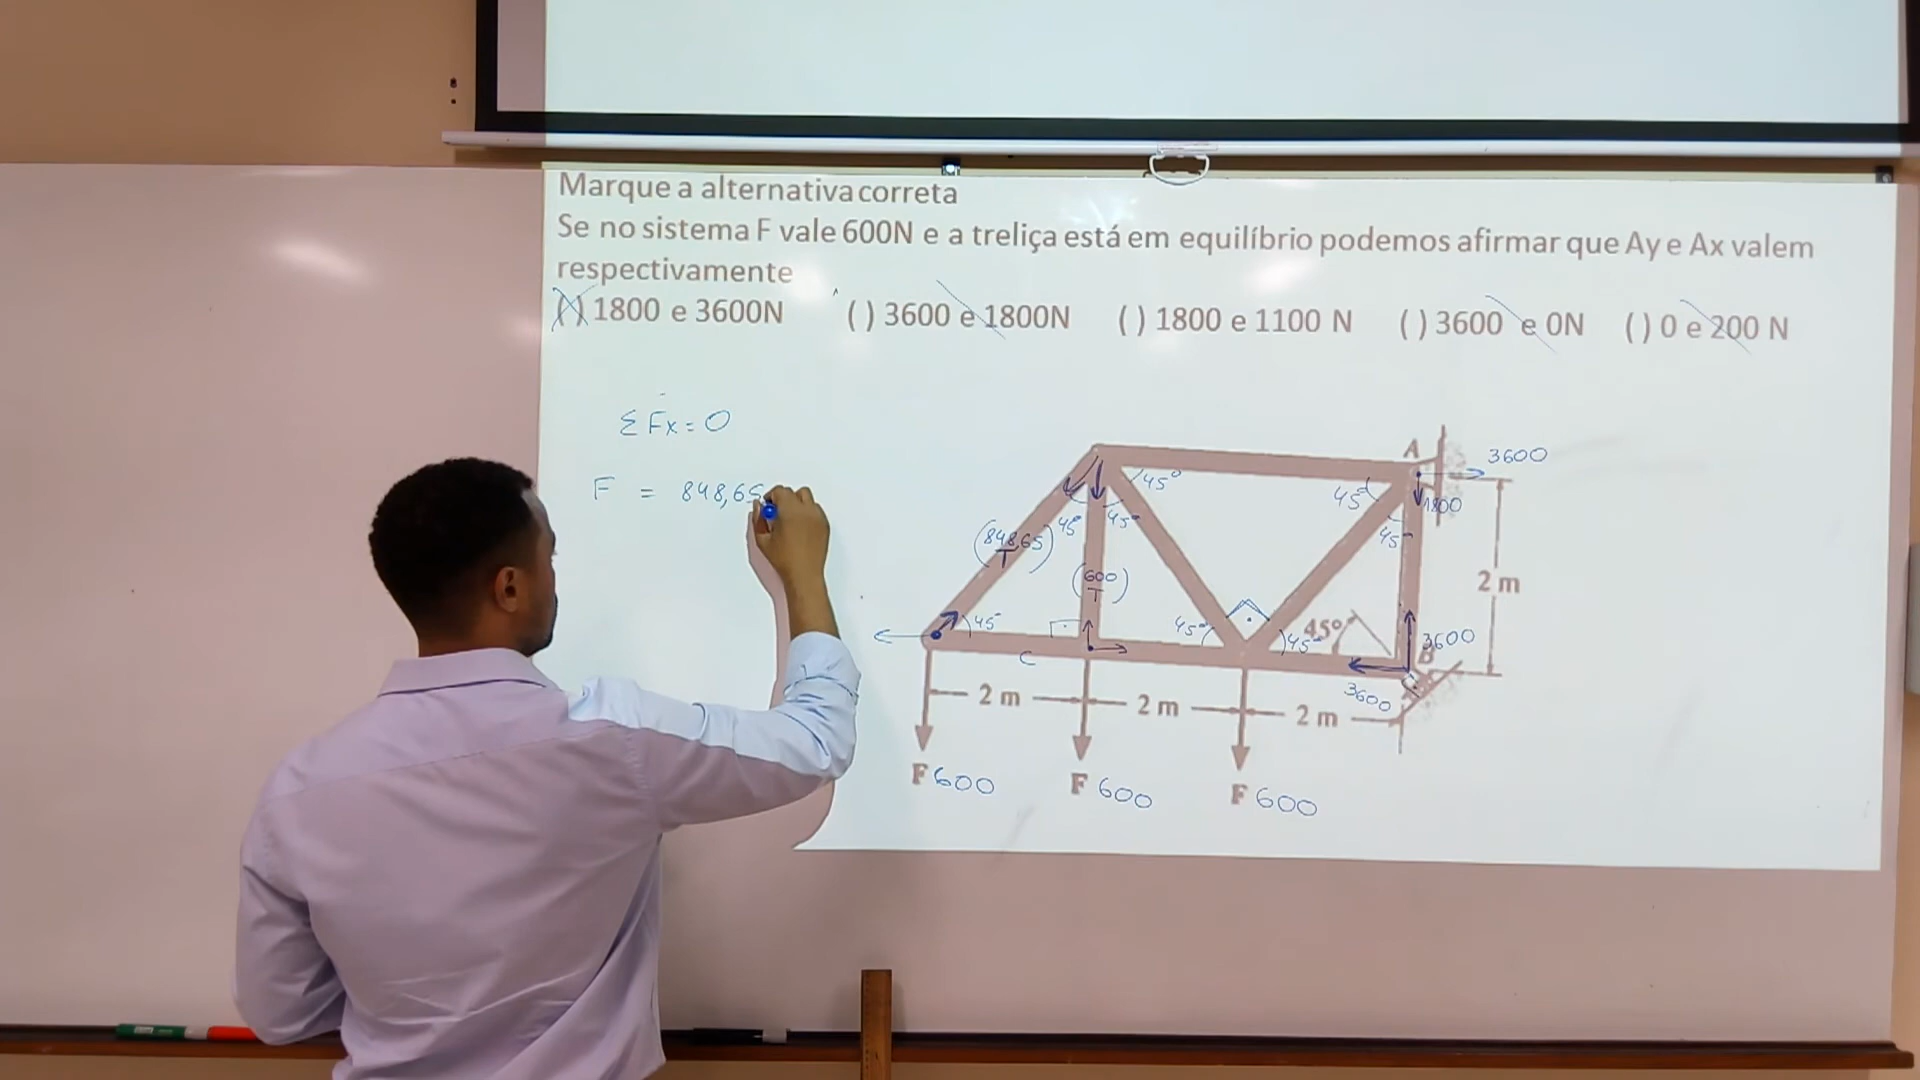 Marque a alternativa correta
Se no sistema F vale 600N e a treliça está em equilíbrio podemos afirmar que Ay e Ax valem
respectivamente
( ) 1800 e 3600N ( ) 3600 e 1800N ( ) 1800 e 1100 N ( ) 3600 e 0N ( ) 0 e 200 N
Σ Fx = 0
F = 848,65
A 3600
45° 45°
1800
45° 45° 45
(848,65)
T
2 m
(600)
T
45 45° 45° 45° 3600
C B
3600
2 m 2 m 2 m
F 600 F 600 F 600